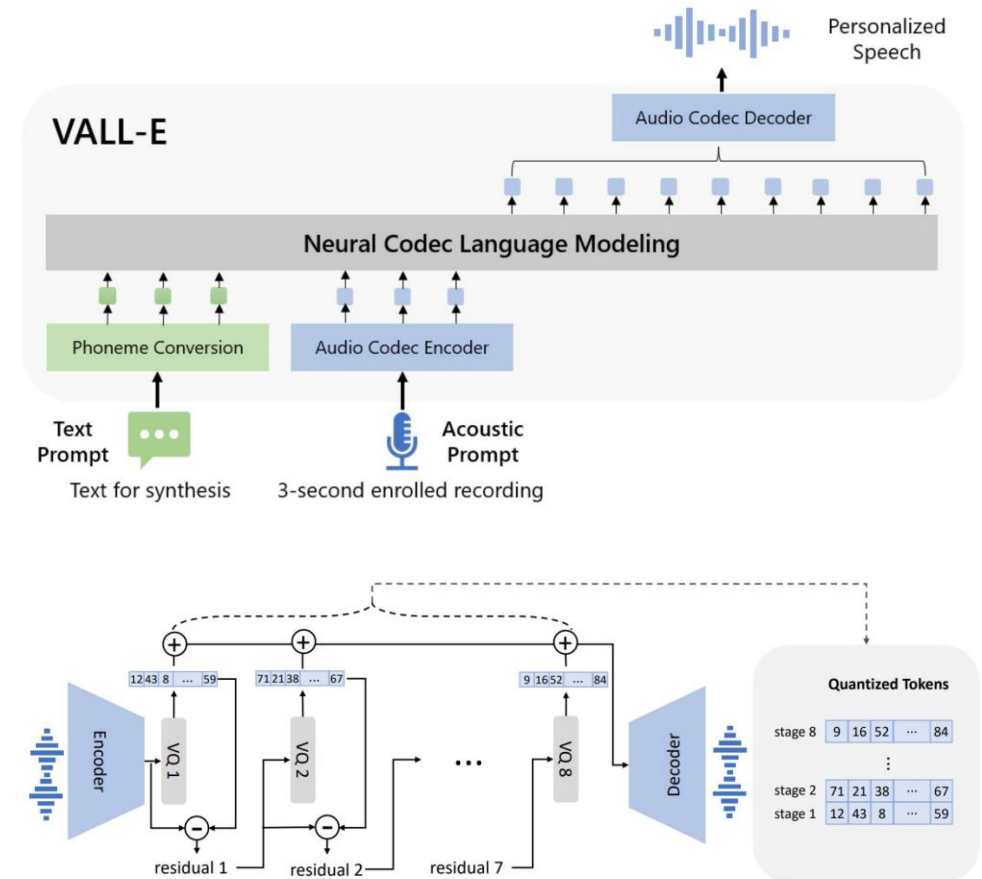 Personalized
Speech
Audio Codec Decoder
VALL-E
Neural Codec Language Modeling
Phoneme Conversion
Audio Codec Encoder
Text
Prompt
Acoustic
Prompt
Text for synthesis
3-second enrolled recording
+
+
+
12 43 8 ... 59
71 21 38 ... 67
9 16 52 ... 84
Encoder
VQ 1
VQ 2
...
VQ 8
Decoder
-
-
residual 1
residual 2
residual 7
Quantized Tokens
stage 8 9 16 52 ... 84
⋮
stage 2 71 21 38 ... 67
stage 1 12 43 8 ... 59